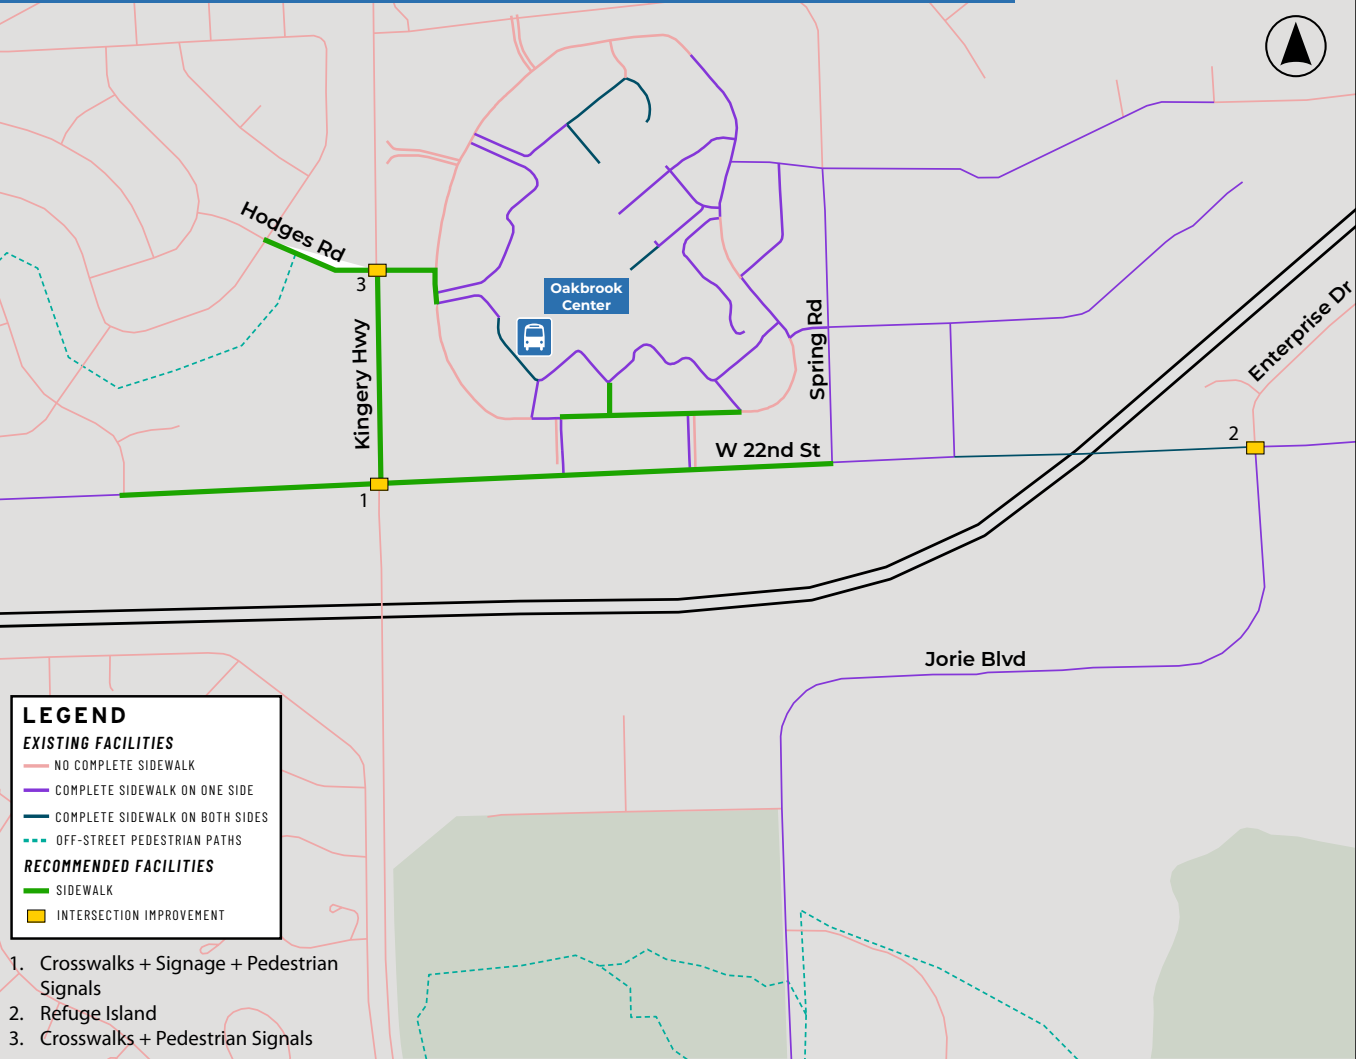 Hodges Rd
3
Kingery Hwy
Oakbrook
Center
Spring Rd
Enterprise Dr
2
W 22nd St
1
Jorie Blvd
LEGEND
EXISTING FACILITIES
NO COMPLETE SIDEWALK
COMPLETE SIDEWALK ON ONE SIDE
COMPLETE SIDEWALK ON BOTH SIDES
OFF-STREET PEDESTRIAN PATHS
RECOMMENDED FACILITIES
SIDEWALK
INTERSECTION IMPROVEMENT
1. Crosswalks + Signage + Pedestrian
Signals
2. Refuge Island
3. Crosswalks + Pedestrian Signals